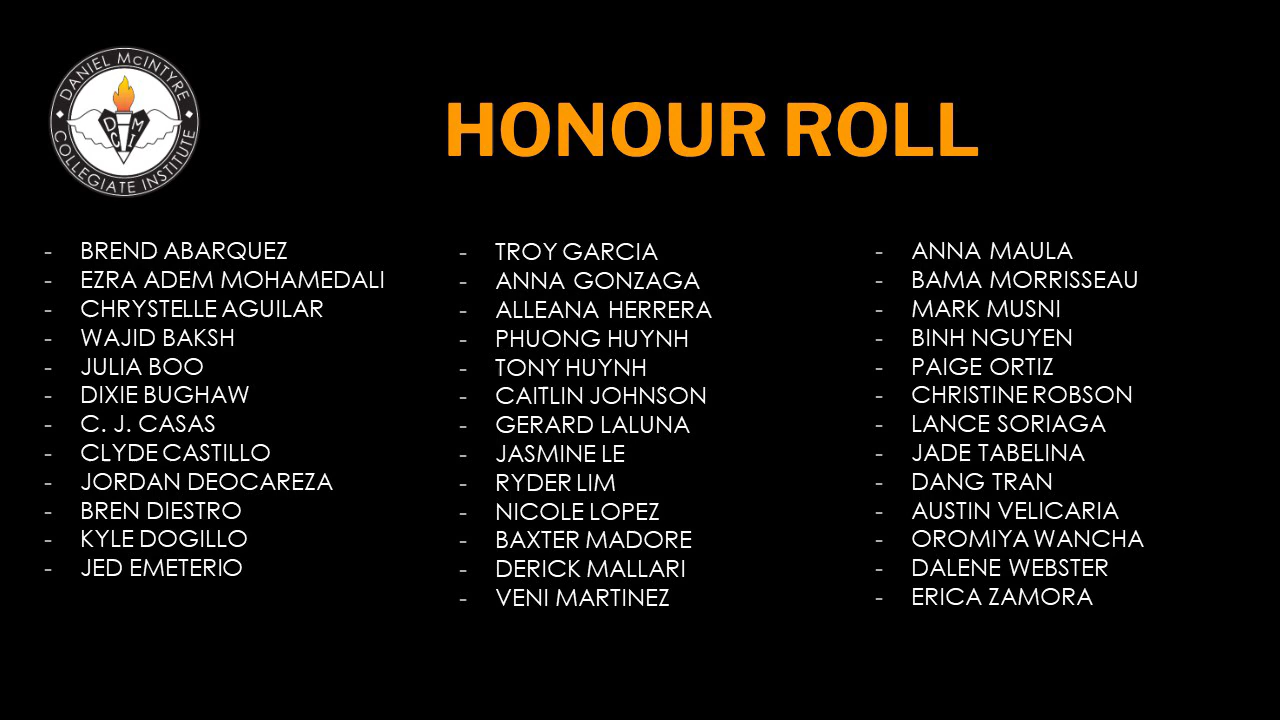 DANIEL McINTYRE
COLLEGIATE INSTITUTE
D M
C I
HONOUR ROLL
- BREND ABARQUEZ
- EZRA ADEM MOHAMEDALI
- CHRYSTELLE AGUILAR
- WAJID BAKSH
- JULIA BOO
- DIXIE BUGHAW
- C. J. CASAS
- CLYDE CASTILLO
- JORDAN DEOCAREZA
- BREN DIESTRO
- KYLE DOGILLO
- JED EMETERIO
- TROY GARCIA
- ANNA GONZAGA
- ALLEANA HERRERA
- PHUONG HUYNH
- TONY HUYNH
- CAITLIN JOHNSON
- GERARD LALUNA
- JASMINE LE
- RYDER LIM
- NICOLE LOPEZ
- BAXTER MADORE
- DERICK MALLARI
- VENI MARTINEZ
- ANNA MAULA
- BAMA MORRISSEAU
- MARK MUSNI
- BINH NGUYEN
- PAIGE ORTIZ
- CHRISTINE ROBSON
- LANCE SORIAGA
- JADE TABELINA
- DANG TRAN
- AUSTIN VELICARIA
- OROMIYA WANCHA
- DALENE WEBSTER
- ERICA ZAMORA